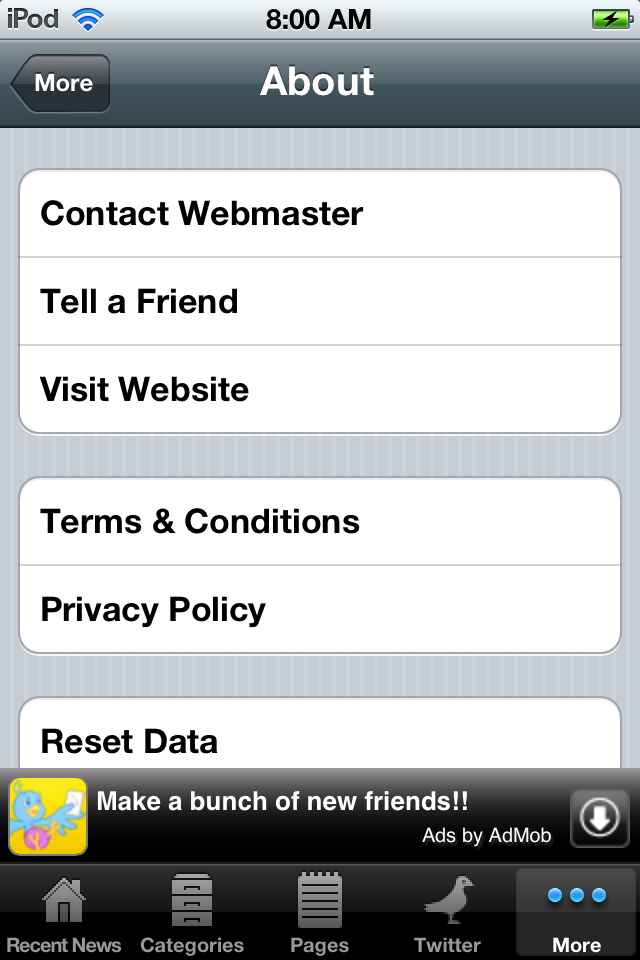 iPod
8:00 AM
More
About
Contact Webmaster
Tell a Friend
Visit Website
Terms & Conditions
Privacy Policy
Reset Data
Make a bunch of new friends!!
Ads by AdMob
Recent News
Categories
Pages
Twitter
More